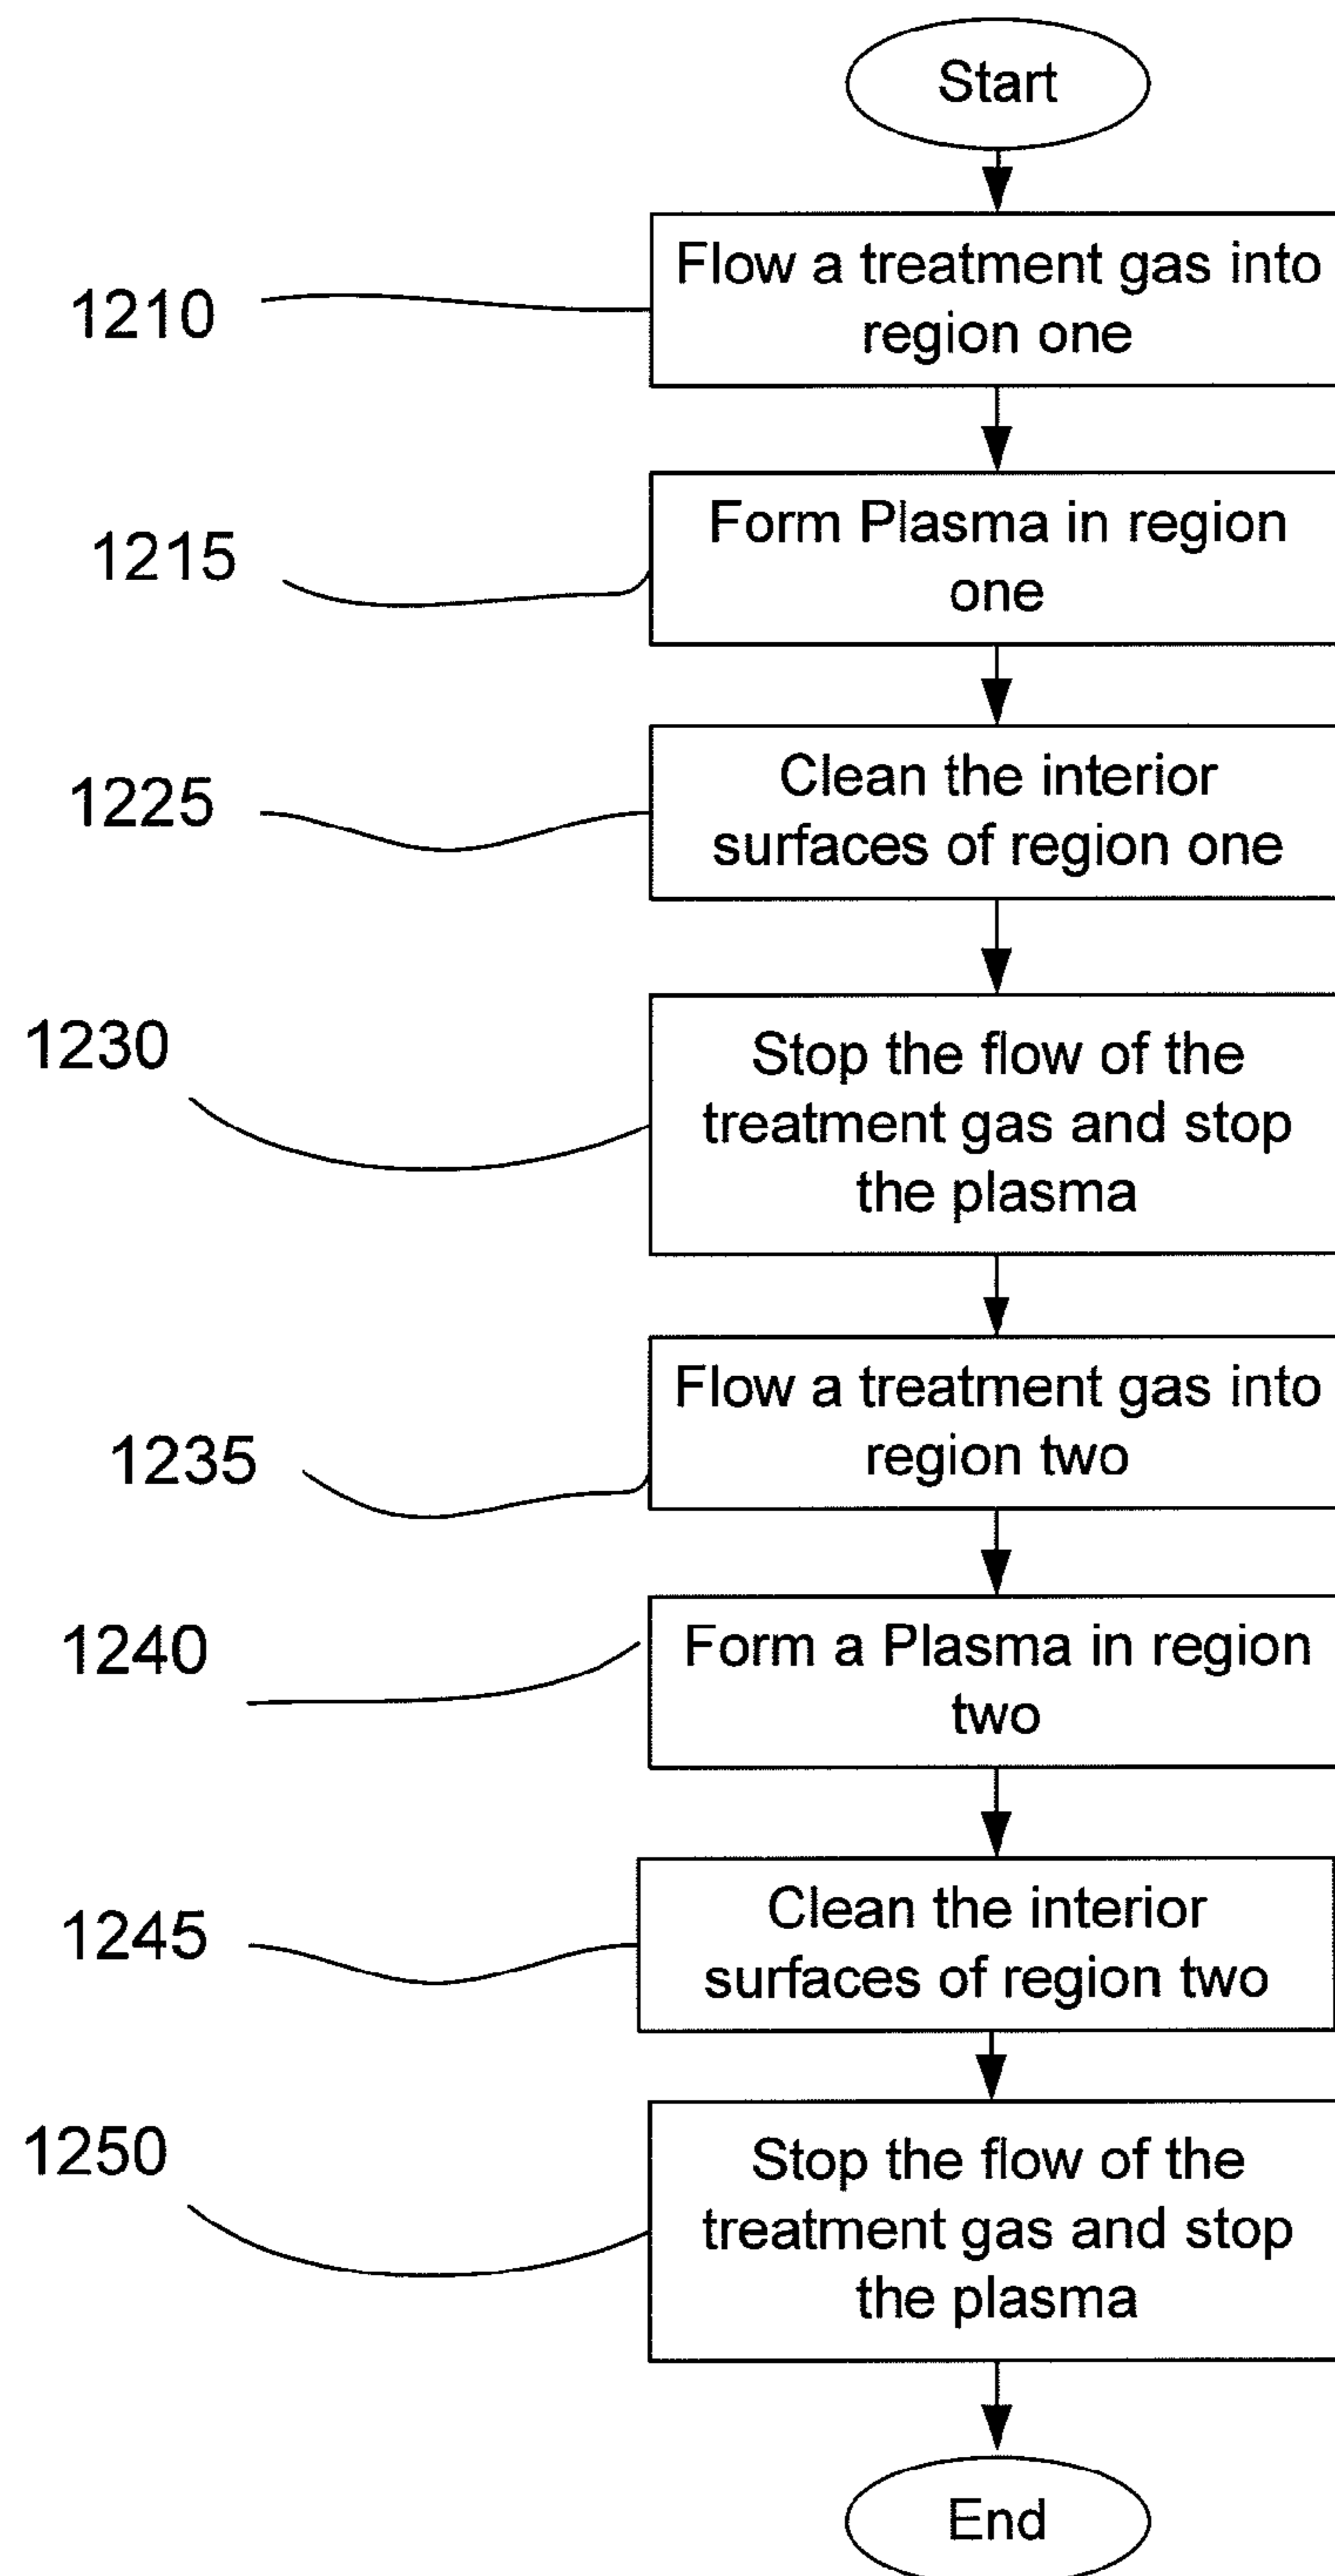 Start
1210
Flow a treatment gas into
region one
1215
Form Plasma in region
one
1225
Clean the interior
surfaces of region one
1230
Stop the flow of the
treatment gas and stop
the plasma
1235
Flow a treatment gas into
region two
1240
Form a Plasma in region
two
1245
Clean the interior
surfaces of region two
1250
Stop the flow of the
treatment gas and stop
the plasma
End